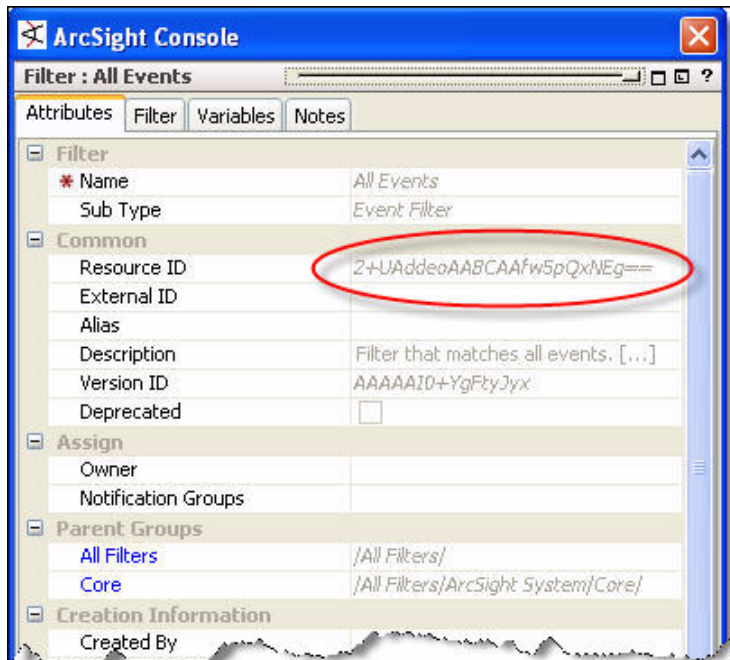 ArcSight Console
Filter : All Events
?
Attributes Filter Variables Notes
Filter
* Name All Events
Sub Type Event Filter
Common
Resource ID 2+UAddeoAABCAAfw5pQxNEg==
External ID
Alias
Description Filter that matches all events. [...]
Version ID AAAAAI0+YgFtyJyx
Deprecated
Assign
Owner
Notification Groups
Parent Groups
All Filters /All Filters/
Core /All Filters/ArcSight System/Core/
Creation Information
Created By